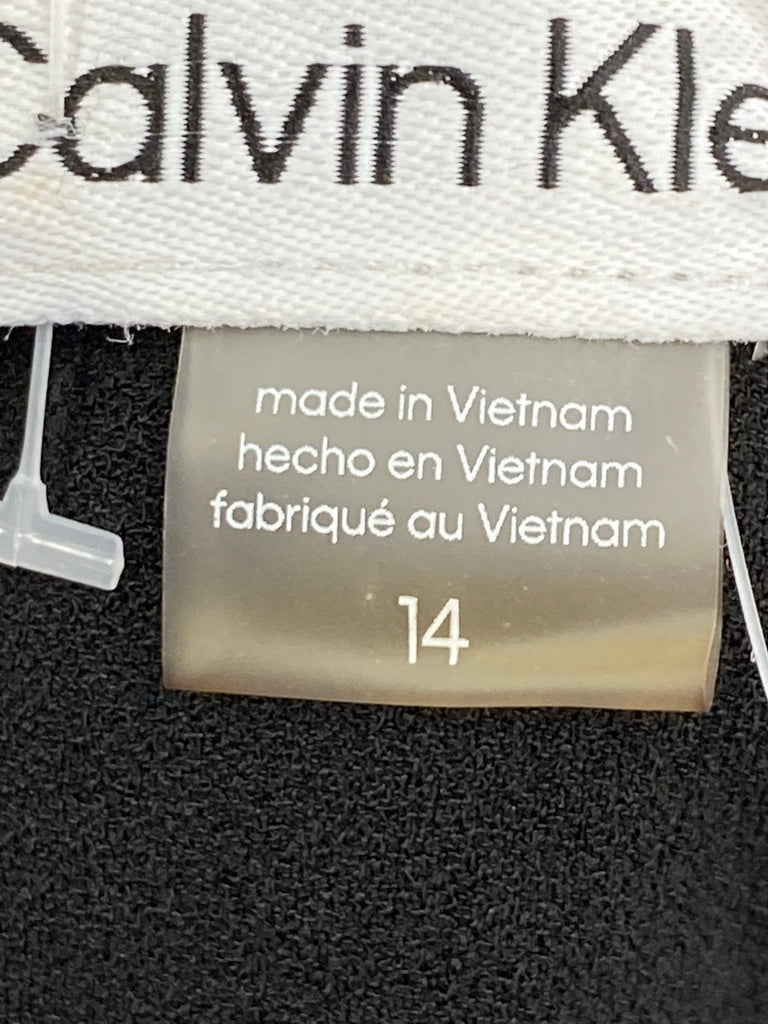 Calvin Kle
made in Vietnam
hecho en Vietnam
fabriqué au Vietnam
14